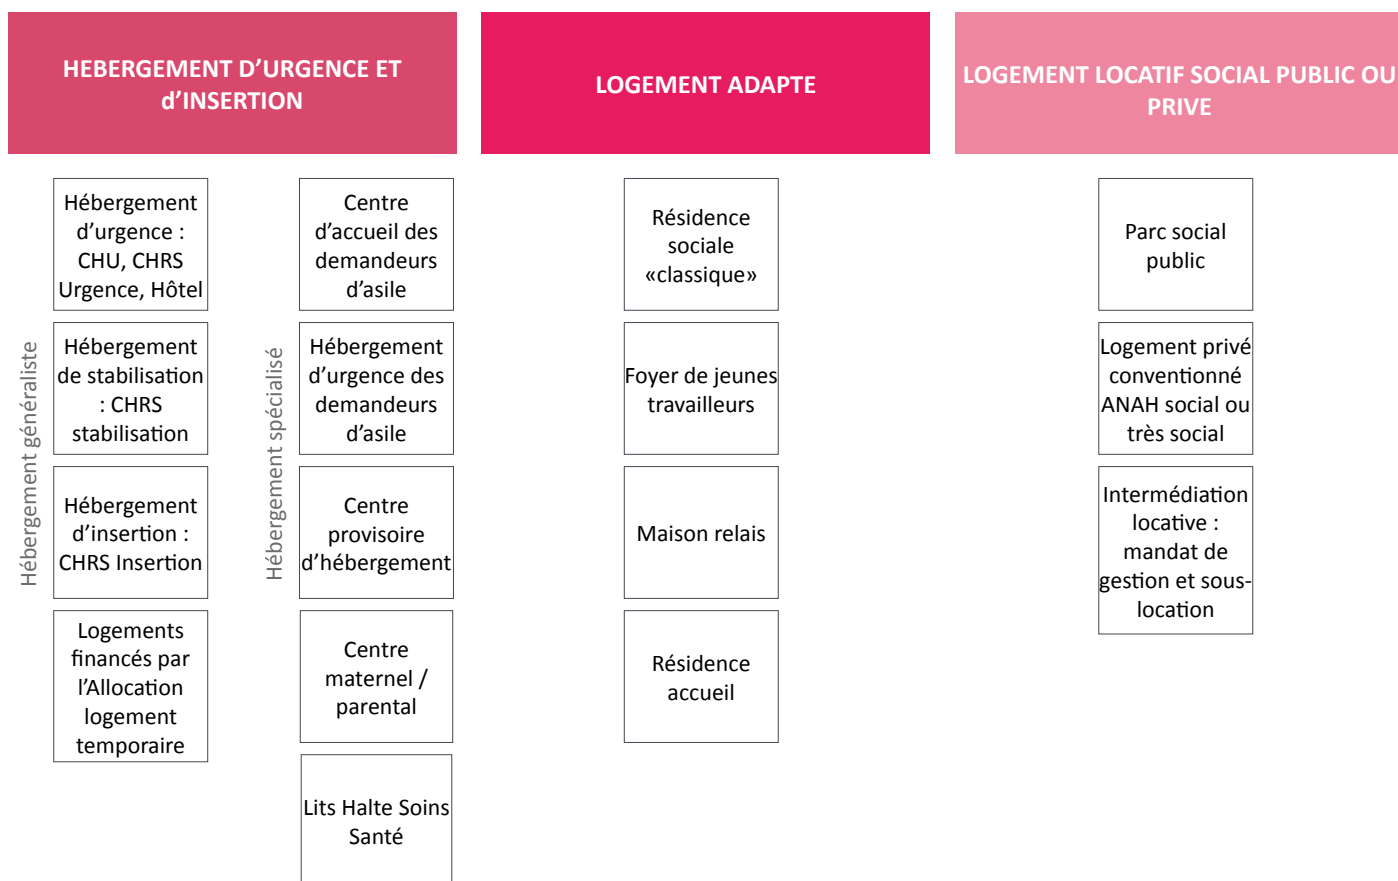 HEBERGEMENT D’URGENCE ET
d’INSERTION
LOGEMENT ADAPTE
LOGEMENT LOCATIF SOCIAL PUBLIC OU
PRIVE
Hébergement généraliste
Hébergement
d’urgence :
CHU, CHRS
Urgence, Hôtel
Hébergement
de stabilisation
: CHRS
stabilisation
Hébergement
d’insertion :
CHRS Insertion
Logements
financés par
l’Allocation
logement
temporaire
Hébergement spécialisé
Centre
d’accueil des
demandeurs
d’asile
Hébergement
d’urgence des
demandeurs
d’asile
Centre
provisoire
d’hébergement
Centre
maternel /
parental
Lits Halte Soins
Santé
Résidence
sociale
«classique»
Foyer de jeunes
travailleurs
Maison relais
Résidence
accueil
Parc social
public
Logement privé
conventionné
ANAH social ou
très social
Intermédiation
locative :
mandat de
gestion et sous-
location